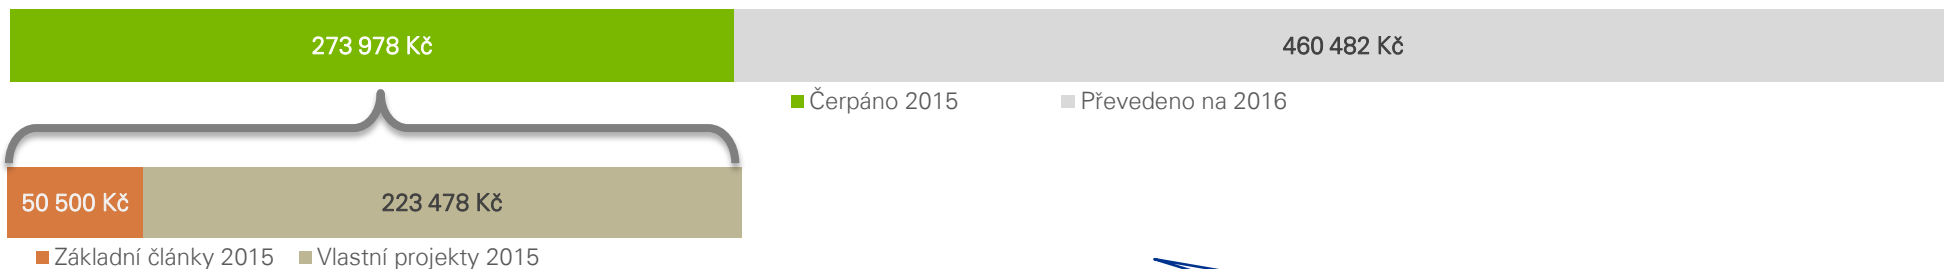 273 978 Kč 460 482 Kč
Čerpáno 2015 Převedeno na 2016
50 500 Kč 223 478 Kč
Základní články 2015 Vlastní projekty 2015